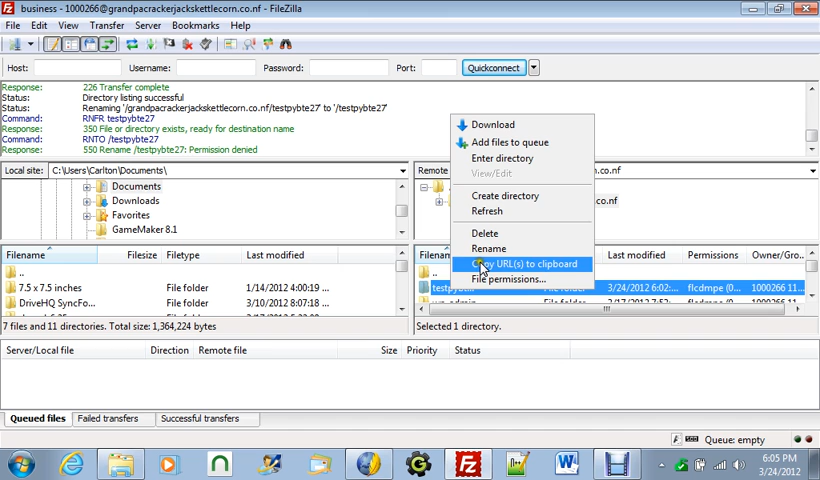 business - 1000266@grandpacrackerjackskettlecorn.co.nf - FileZilla
File Edit View Transfer Server Bookmarks Help
Host: Username: Password: Port: Quickconnect
Response: 226 Transfer complete
Status: Directory listing successful
Status: Renaming '/grandpacrackerjackskettlecorn.co.nf/testpybte27' to '/testpybte27'
Command: RNFR testpybte27
Response: 350 File or directory exists, ready for destination name
Command: RNTO /testpybte27
Response: 550 Rename /testpybte27: Permission denied
Download
Add files to queue
Enter directory
View/Edit
Create directory
Refresh
Delete
Rename
Copy URL(s) to clipboard
File permissions...
Local site: C:\Users\Carlton\Documents\
Remote co.nf
Documents
Downloads
Favorites
GameMaker 8.1
co.nf
Filename Filesize Filetype Last modified
..
7.5 x 7.5 inches File folder 1/14/2012 4:00:19 ...
DriveHQ SyncFo... File folder 3/10/2012 8:07:18 ...
Last modified Permissions Owner/Gro...
..
3/24/2012 6:02:... flcdmpe (0... 1000266 11...
7 files and 11 directories. Total size: 1,364,224 bytes
Selected 1 directory.
Server/Local file Direction Remote file Size Priority Status
Queued files Failed transfers Successful transfers
Queue: empty
6:05 PM
3/24/2012